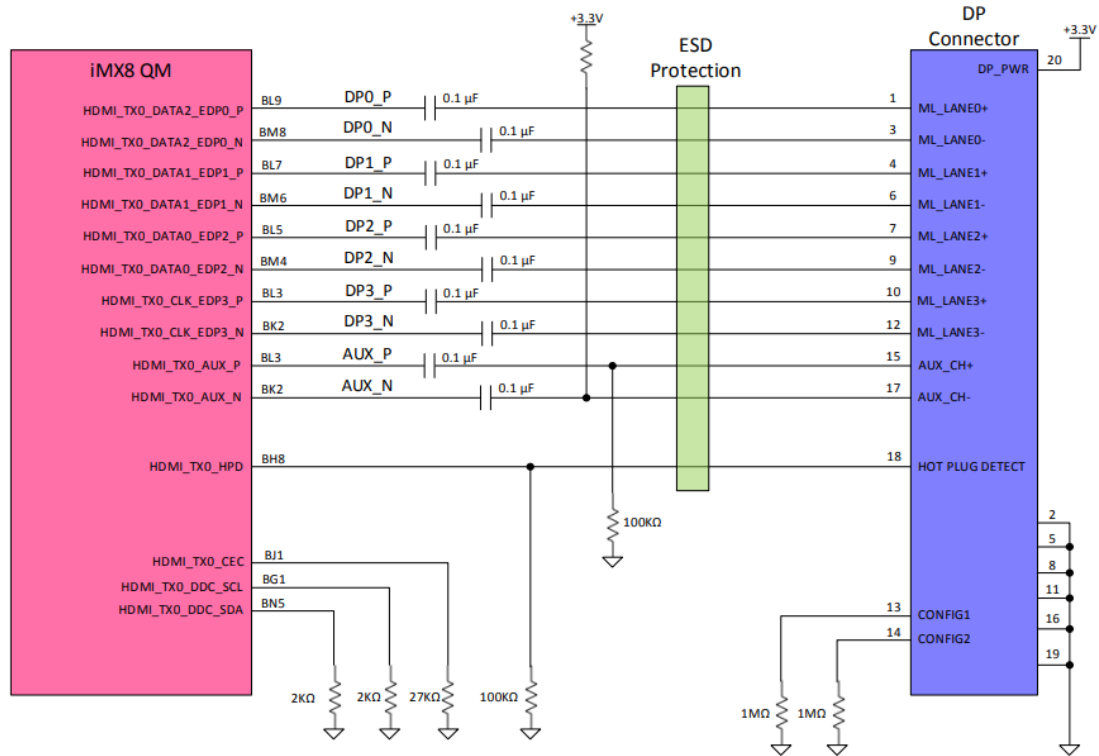 +3.3V
DP
Connector
+3.3V
ESD
Protection
iMX8 QM
DP_PWR
20
HDMI_TX0_DATA2_EDP0_P
BL9
DP0_P
0.1 µF
1
ML_LANE0+
HDMI_TX0_DATA2_EDP0_N
BM8
DP0_N
0.1 µF
3
ML_LANE0-
HDMI_TX0_DATA1_EDP1_P
BL7
DP1_P
0.1 µF
4
ML_LANE1+
HDMI_TX0_DATA1_EDP1_N
BM6
DP1_N
0.1 µF
6
ML_LANE1-
HDMI_TX0_DATA0_EDP2_P
BL5
DP2_P
0.1 µF
7
ML_LANE2+
HDMI_TX0_DATA0_EDP2_N
BM4
DP2_N
0.1 µF
9
ML_LANE2-
HDMI_TX0_CLK_EDP3_P
BL3
DP3_P
0.1 µF
10
ML_LANE3+
HDMI_TX0_CLK_EDP3_N
BK2
DP3_N
0.1 µF
12
ML_LANE3-
HDMI_TX0_AUX_P
BL3
AUX_P
0.1 µF
15
AUX_CH+
HDMI_TX0_AUX_N
BK2
AUX_N
0.1 µF
17
AUX_CH-
HDMI_TX0_HPD
BH8
18
HOT PLUG DETECT
100KΩ
2
5
8
11
16
19
HDMI_TX0_CEC
BJ1
HDMI_TX0_DDC_SCL
BG1
HDMI_TX0_DDC_SDA
BN5
13
CONFIG1
14
CONFIG2
2KΩ
2KΩ
27KΩ
100KΩ
1MΩ
1MΩ